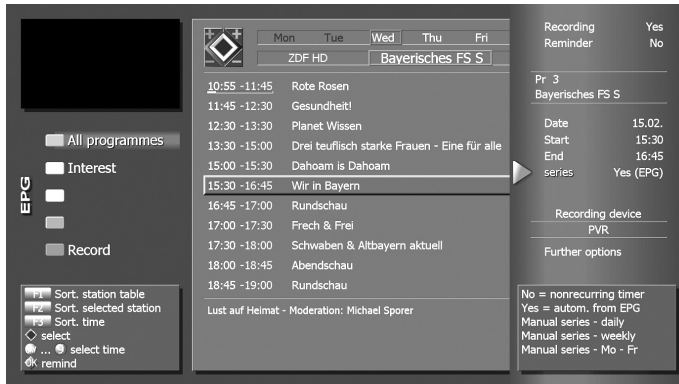 EPG
All programmes
Interest
Record
F1 Sort. station table
F2 Sort. selected station
F3 Sort. time
select
... select time
OK remind
Mon Tue Wed Thu Fri
ZDF HD Bayerisches FS S
10:55 -11:45 Rote Rosen
11:45 -12:30 Gesundheit!
12:30 -13:30 Planet Wissen
13:30 -15:00 Drei teuflisch starke Frauen - Eine für alle
15:00 -15:30 Dahoam is Dahoam
15:30 -16:45 Wir in Bayern
16:45 -17:00 Rundschau
17:00 -17:30 Frech & Frei
17:30 -18:00 Schwaben & Altbayern aktuell
18:00 -18:45 Abendschau
18:45 -19:00 Rundschau
Lust auf Heimat - Moderation: Michael Sporer
Recording Yes
Reminder No
Pr 3
Bayerisches FS S
Date 15.02.
Start 15:30
End 16:45
series Yes (EPG)
Recording device
PVR
Further options
No = nonrecurring timer
Yes = autom. from EPG
Manual series - daily
Manual series - weekly
Manual series - Mo - Fr